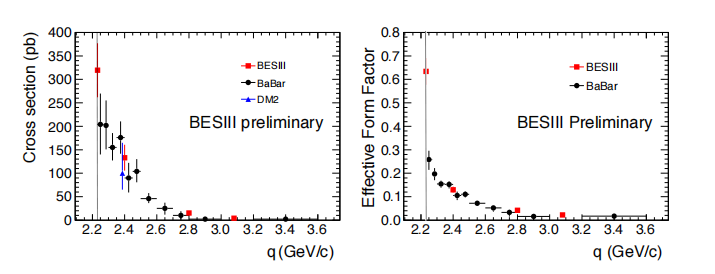 Cross section (pb)
400
350
300
250
200
150
100
50
0
BESIII
BaBar
DM2
BESIII preliminary
2.2 2.4 2.6 2.8 3.0 3.2 3.4 3.6
q (GeV/c)
Effective Form Factor
0.8
0.7
0.6
0.5
0.4
0.3
0.2
0.1
0.0
BESIII
BaBar
BESIII Preliminary
2.2 2.4 2.6 2.8 3.0 3.2 3.4 3.6
q (GeV/c)